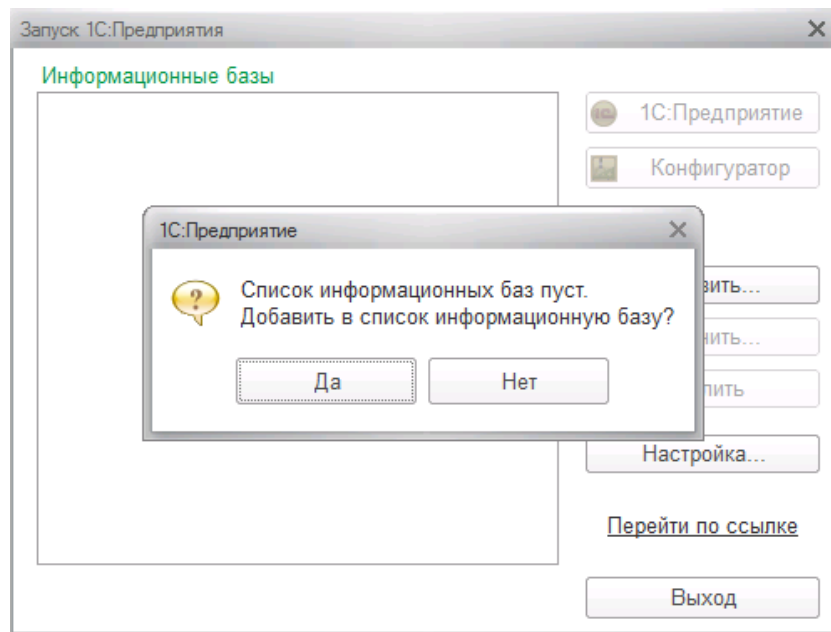 Запуск 1С:Предприятия
Информационные базы
1С:Предприятие
Конфигуратор
1С:Предприятие
Список информационных баз пуст.
Добавить в список информационную базу?
Да
Нет
Настройка...
Перейти по ссылке
Выход